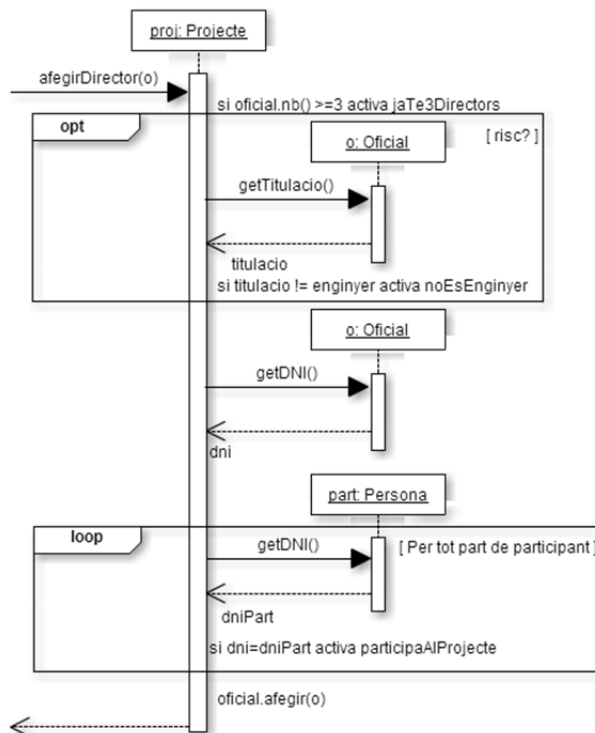 proj: Projecte
afegirDirector(o)
si oficial.nb() >=3 activa jaTe3Directors
opt
[ risc? ]
o: Oficial
getTitulacio()
titulacio
si titulacio != enginyer activa noEsEnginyer
o: Oficial
getDNI()
dni
part: Persona
loop
getDNI()
[ Per tot part de participant ]
dniPart
si dni=dniPart activa participaAlProjecte
oficial.afegir(o)